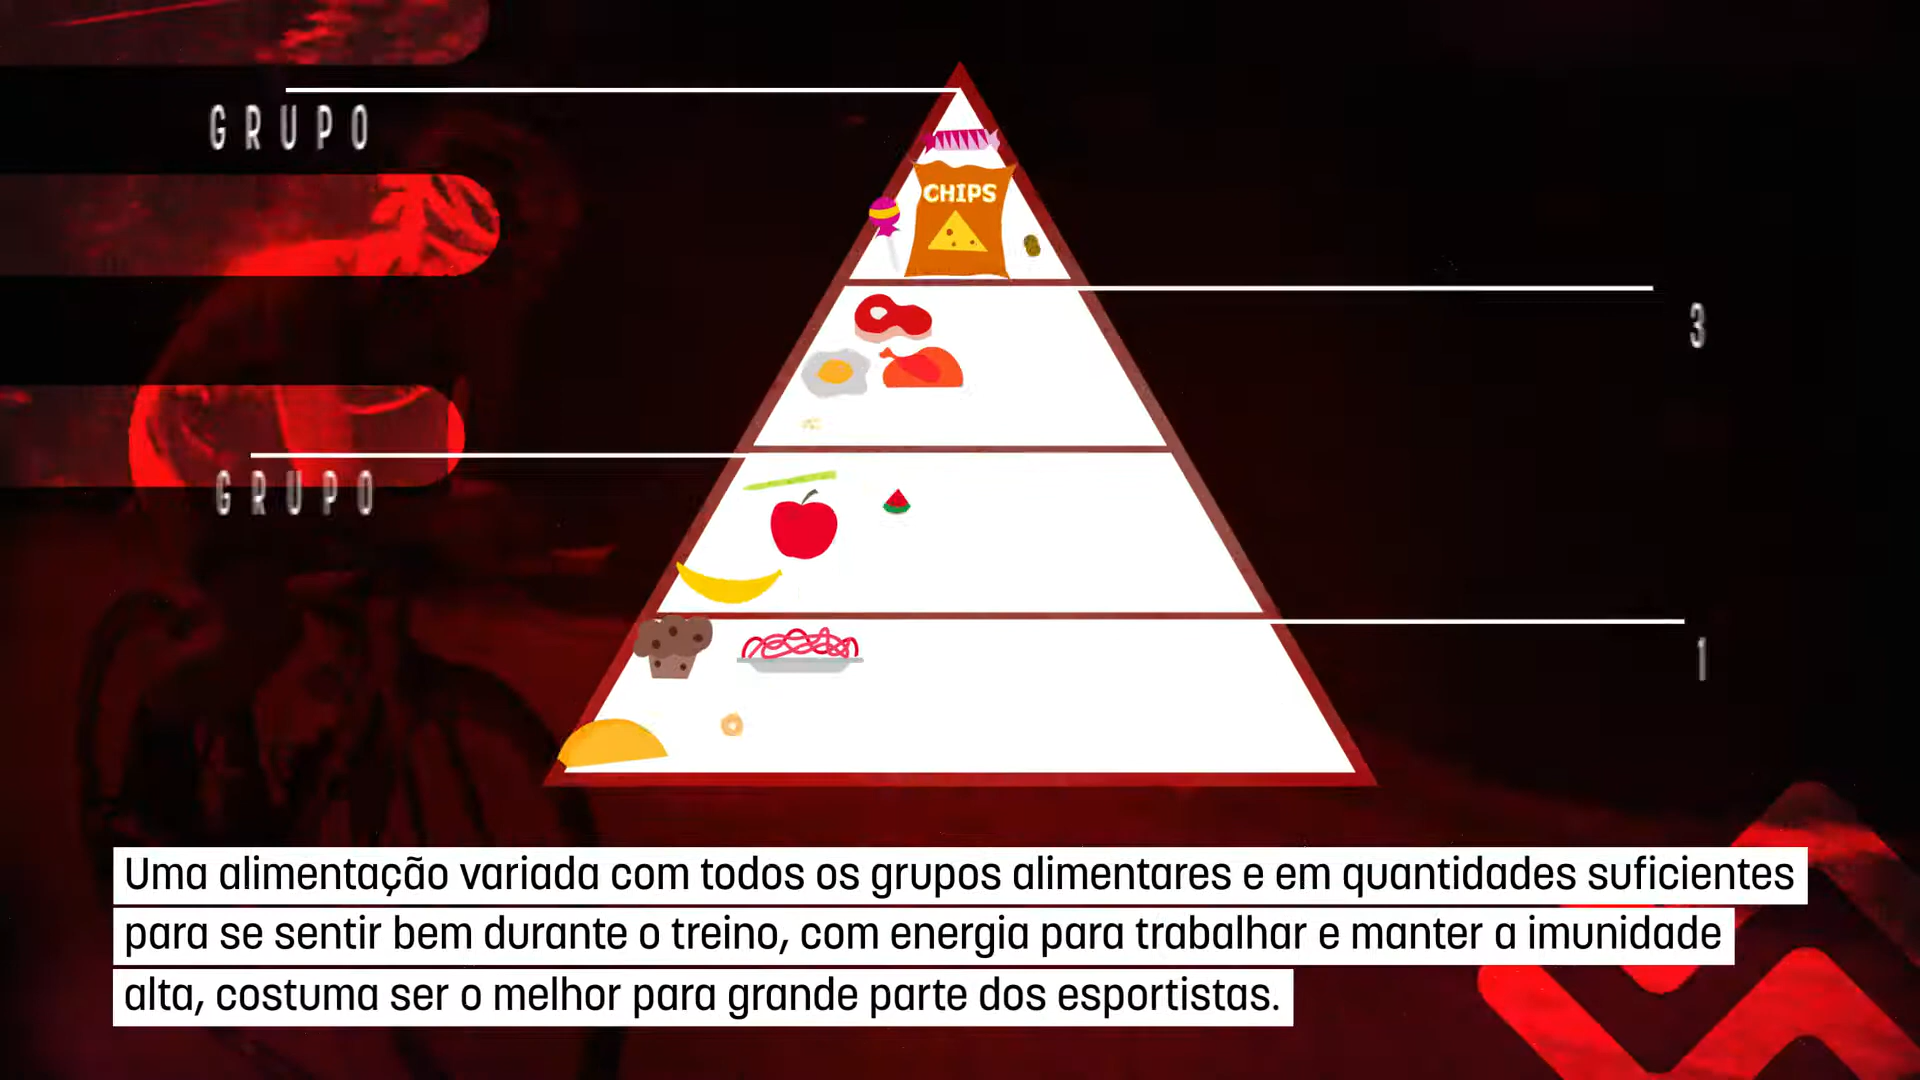 GRUPO
CHIPS
3
GRUPO
1
Uma alimentação variada com todos os grupos alimentares e em quantidades suficientes
para se sentir bem durante o treino, com energia para trabalhar e manter a imunidade
alta, costuma ser o melhor para grande parte dos esportistas.